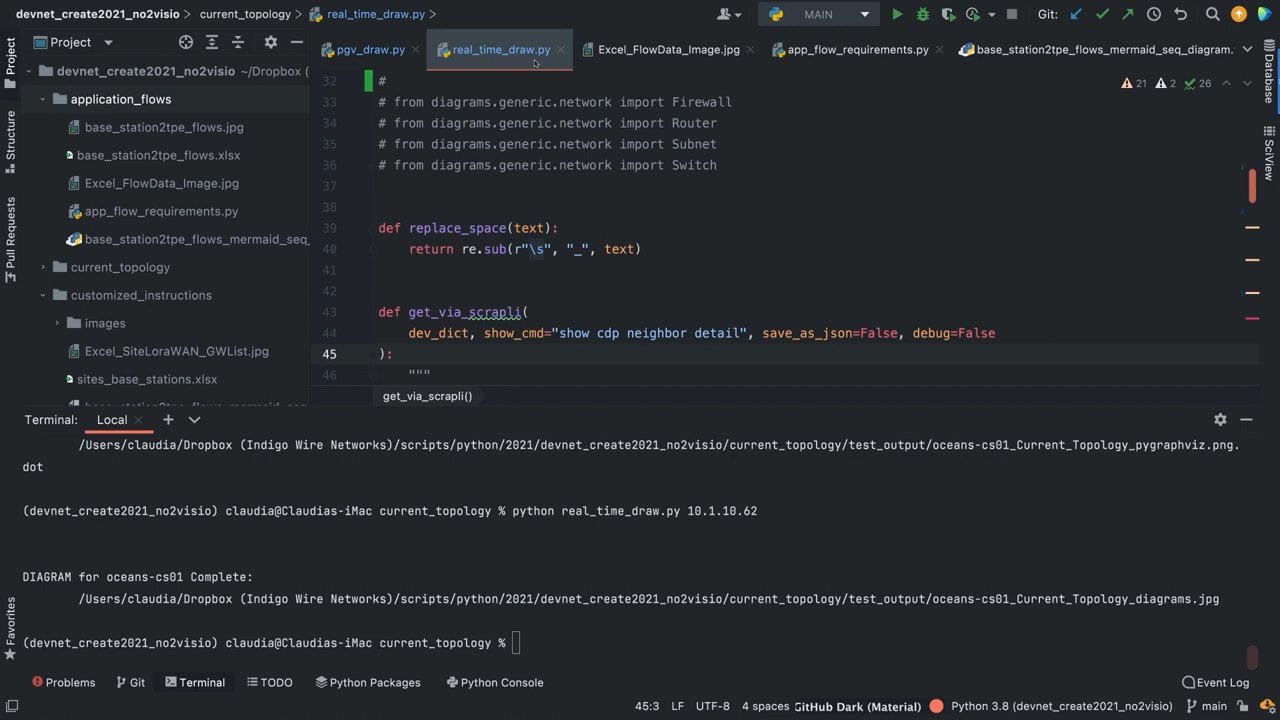 devnet_create2021_no2visio
current_topology
real_time_draw.py
MAIN
Git:
Project
pgv_draw.py
real_time_draw.py
Excel_FlowData_Image.jpg
app_flow_requirements.py
base_station2tpe_flows_mermaid_seq_diagram.
Project
Structure
Pull Requests
Favorites
Database
SciView
devnet_create2021_no2visio ~/Dropbox (
application_flows
base_station2tpe_flows.jpg
base_station2tpe_flows.xlsx
Excel_FlowData_Image.jpg
app_flow_requirements.py
base_station2tpe_flows_mermaid_seq_
current_topology
customized_instructions
images
Excel_SiteLoraWAN_GWList.jpg
sites_base_stations.xlsx
21 2 26
32 #
33 # from diagrams.generic.network import Firewall
34 # from diagrams.generic.network import Router
35 # from diagrams.generic.network import Subnet
36 # from diagrams.generic.network import Switch
37
38
39 def replace_space(text):
40 return re.sub(r"\s", "_", text)
41
42
43 def get_via_scrapli(
44 dev_dict, show_cmd="show cdp neighbor detail", save_as_json=False, debug=False
45 ):
46 """
get_via_scrapli()
Terminal: Local
/Users/claudia/Dropbox (Indigo Wire Networks)/scripts/python/2021/devnet_create2021_no2visio/current_topology/test_output/oceans-cs01_Current_Topology_pygraphviz.png.
dot
(devnet_create2021_no2visio) claudia@Claudias-iMac current_topology % python real_time_draw.py 10.1.10.62
DIAGRAM for oceans-cs01 Complete:
/Users/claudia/Dropbox (Indigo Wire Networks)/scripts/python/2021/devnet_create2021_no2visio/current_topology/test_output/oceans-cs01_Current_Topology_diagrams.jpg
(devnet_create2021_no2visio) claudia@Claudias-iMac current_topology %
Problems Git Terminal TODO Python Packages Python Console Event Log
45:3 LF UTF-8 4 spaces GitHub Dark (Material) Python 3.8 (devnet_create2021_no2visio) main